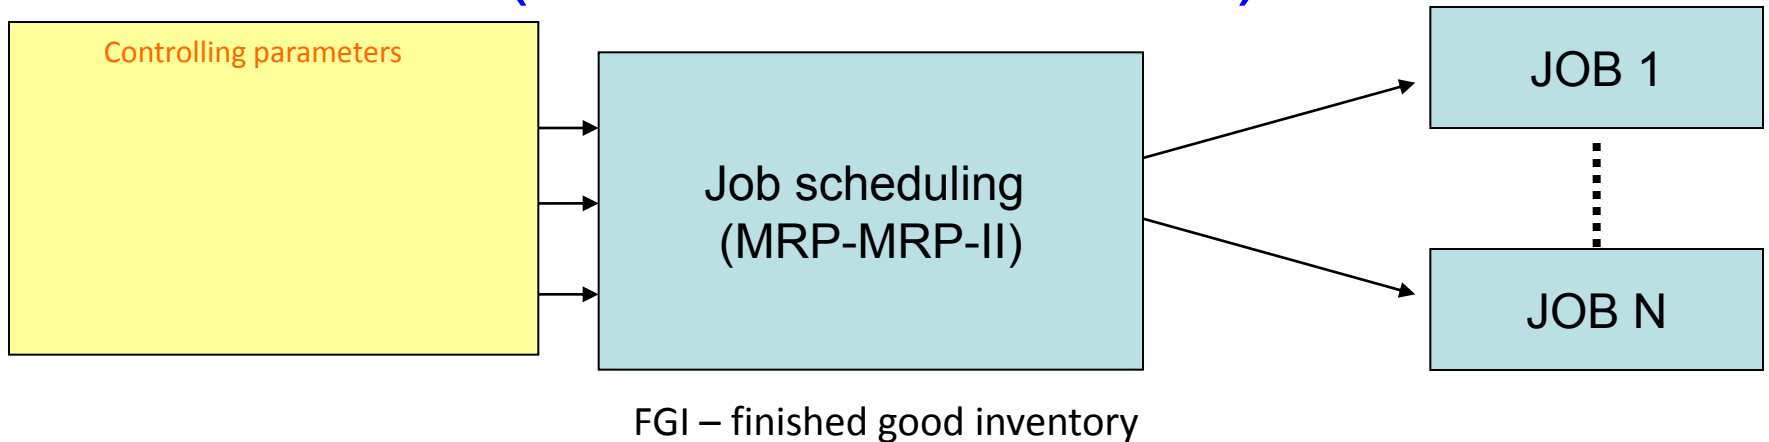 Controlling parameters
JOB 1
Job scheduling
(MRP-MRP-II)
JOB N
FGI – finished good inventory